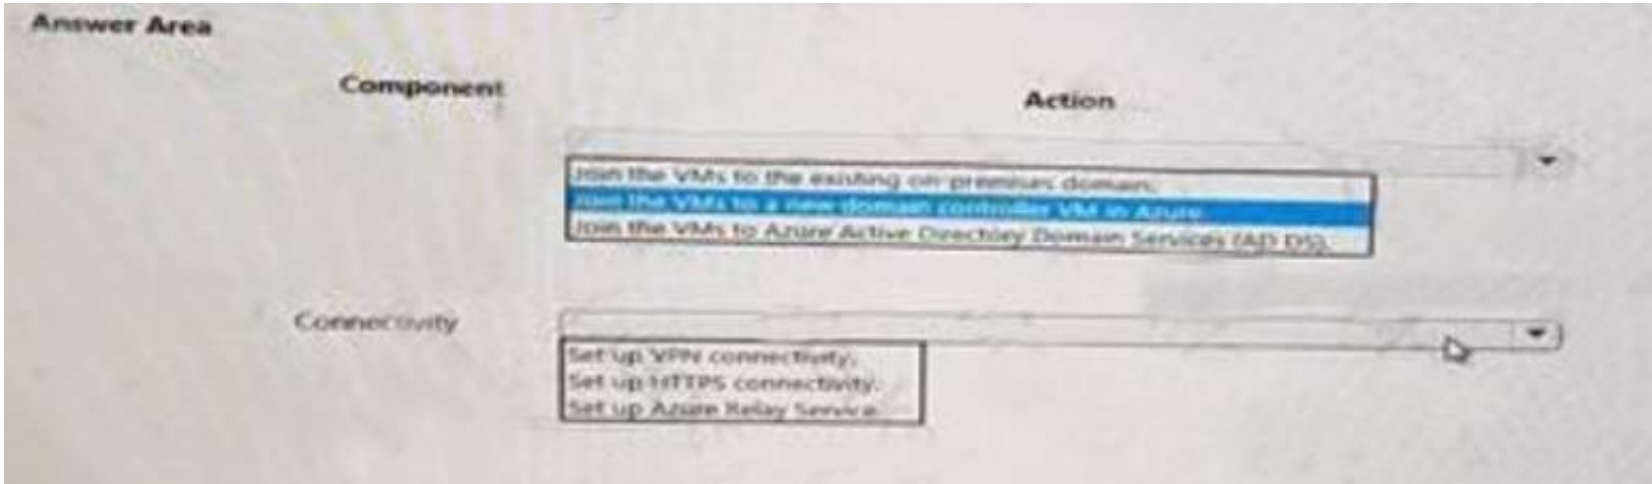 Answer Area
Component
Action
Join the VMs to the existing on-premises domain.
Join the VMs to a new domain controller VM in Azure.
Join the VMs to Azure Active Directory Domain Services (AD DS).
Connectivity
Set up VPN connectivity.
Set up HTTPS connectivity.
Set up Azure Relay Service.